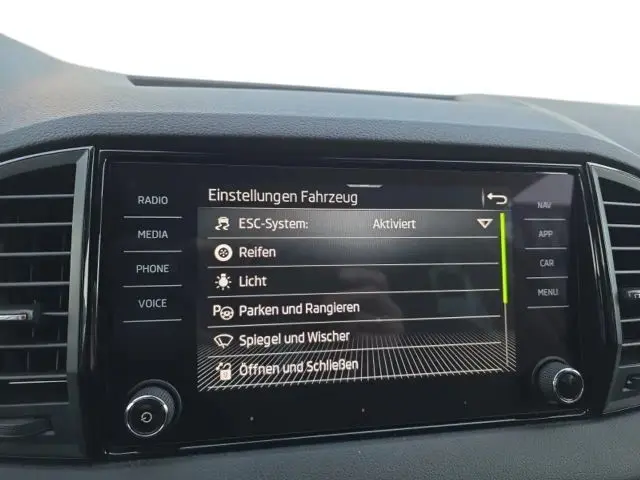 RADIO
MEDIA
PHONE
VOICE
Einstellungen Fahrzeug
ESC-System: Aktiviert
Reifen
Licht
Parken und Rangieren
Spiegel und Wischer
Öffnen und Schließen
NAV
APP
CAR
MENU